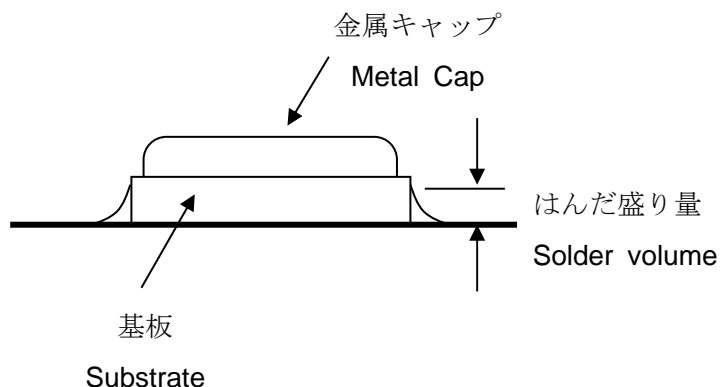 金属キャップ
Metal Cap
はんだ盛り量
Solder volume
基板
Substrate